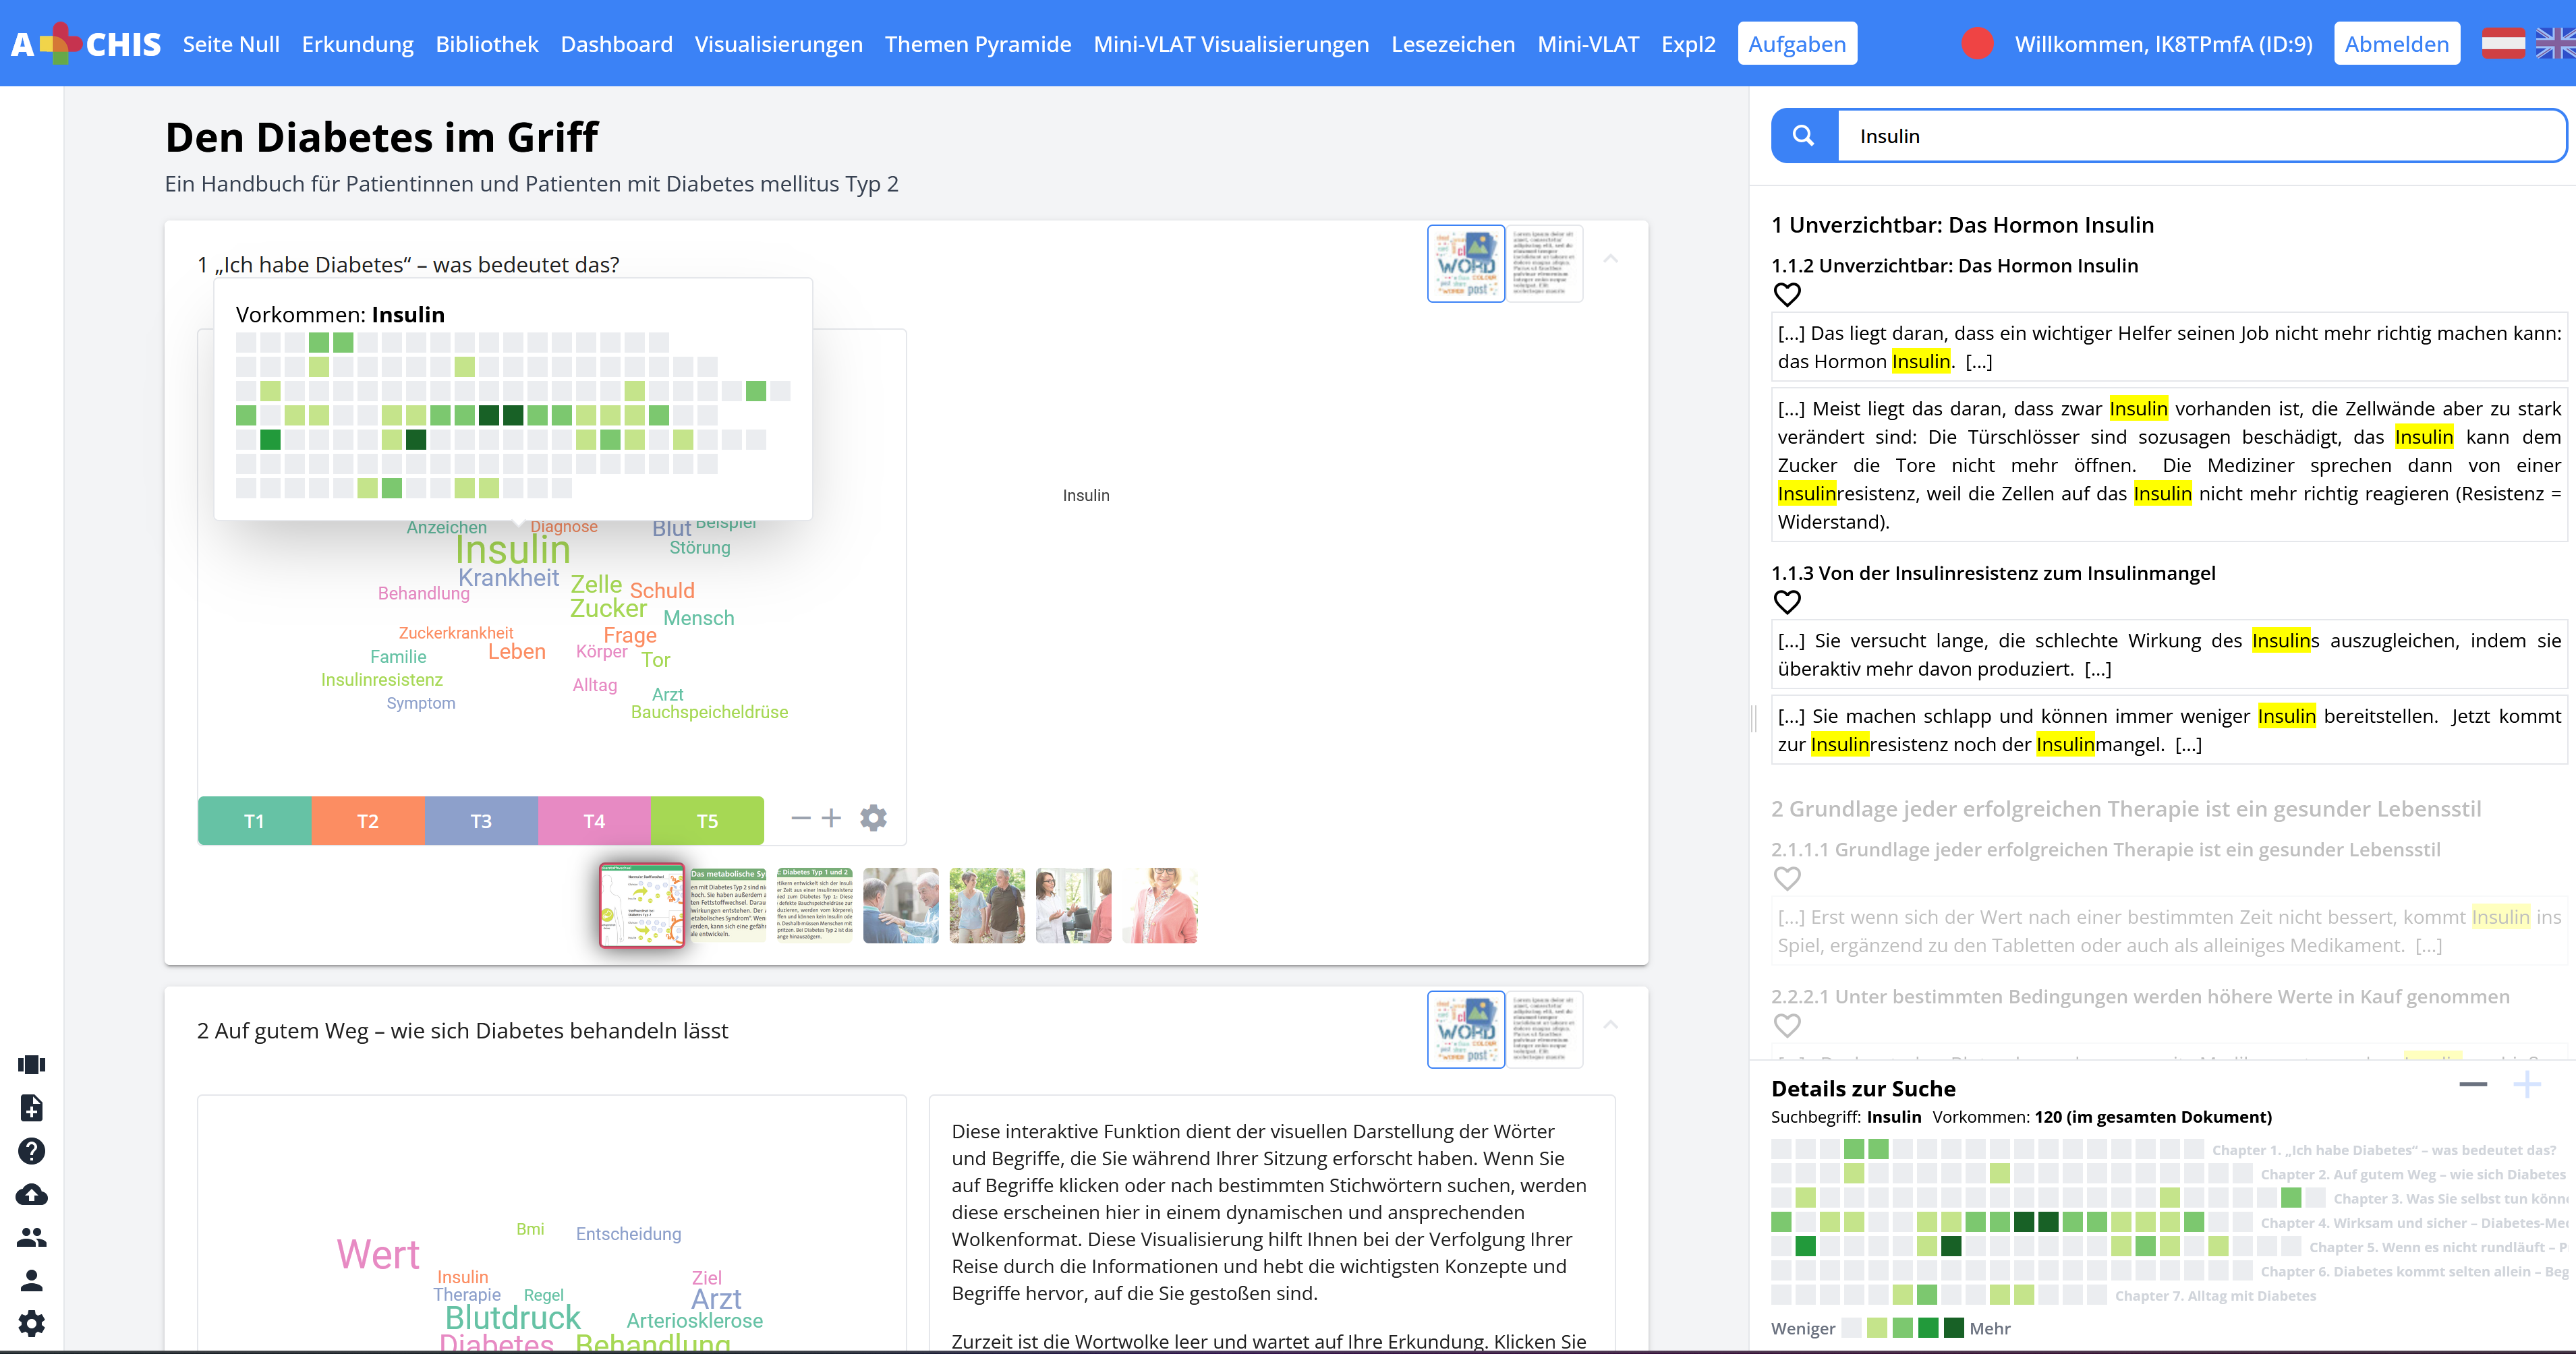 A CHIS Seite Null Erkundung Bibliothek Dashboard Visualisierungen Themen Pyramide Mini-VLAT Visualisierungen Lesezeichen Mini-VLAT Expl2 Aufgaben Willkommen, lK8TPmfA (ID:9) Abmelden
Den Diabetes im Griff
Ein Handbuch für Patientinnen und Patienten mit Diabetes mellitus Typ 2
1 „Ich habe Diabetes“ – was bedeutet das?
WORD
post
Vorkommen: Insulin
Anzeichen
Diagnose
Blut
Beispiel
Insulin
Störung
Krankheit
Zelle
Schuld
Behandlung
Zucker
Mensch
Zuckerkrankheit
Frage
Leben
Körper
Familie
Tor
Insulinresistenz
Alltag
Arzt
Symptom
Bauchspeicheldrüse
Insulin
T1 T2 T3 T4 T5
Das metabolische Sy
: Diabetes Typ 1 und 2
2 Auf gutem Weg – wie sich Diabetes behandeln lässt
WORD
post
Bmi
Entscheidung
Wert
Insulin
Ziel
Therapie
Regel
Arzt
Blutdruck
Arteriosklerose
Diabetes
Behandlung
Diese interaktive Funktion dient der visuellen Darstellung der Wörter
und Begriffe, die Sie während Ihrer Sitzung erforscht haben. Wenn Sie
auf Begriffe klicken oder nach bestimmten Stichwörtern suchen, werden
diese erscheinen hier in einem dynamischen und ansprechenden
Wolkenformat. Diese Visualisierung hilft Ihnen bei der Verfolgung Ihrer
Reise durch die Informationen und hebt die wichtigsten Konzepte und
Begriffe hervor, auf die Sie gestoßen sind.
Zurzeit ist die Wortwolke leer und wartet auf Ihre Erkundung. Klicken Sie
Insulin
1 Unverzichtbar: Das Hormon Insulin
1.1.2 Unverzichtbar: Das Hormon Insulin
[...] Das liegt daran, dass ein wichtiger Helfer seinen Job nicht mehr richtig machen kann:
das Hormon Insulin. [...]
[...] Meist liegt das daran, dass zwar Insulin vorhanden ist, die Zellwände aber zu stark
verändert sind: Die Türschlösser sind sozusagen beschädigt, das Insulin kann dem
Zucker die Tore nicht mehr öffnen. Die Mediziner sprechen dann von einer
Insulinresistenz, weil die Zellen auf das Insulin nicht mehr richtig reagieren (Resistenz =
Widerstand).
1.1.3 Von der Insulinresistenz zum Insulinmangel
[...] Sie versucht lange, die schlechte Wirkung des Insulins auszugleichen, indem sie
überaktiv mehr davon produziert. [...]
[...] Sie machen schlapp und können immer weniger Insulin bereitstellen. Jetzt kommt
zur Insulinresistenz noch der Insulinmangel. [...]
2 Grundlage jeder erfolgreichen Therapie ist ein gesunder Lebensstil
2.1.1.1 Grundlage jeder erfolgreichen Therapie ist ein gesunder Lebensstil
[...] Erst wenn sich der Wert nach einer bestimmten Zeit nicht bessert, kommt Insulin ins
Spiel, ergänzend zu den Tabletten oder auch als alleiniges Medikament. [...]
2.2.2.1 Unter bestimmten Bedingungen werden höhere Werte in Kauf genommen
Details zur Suche
Suchbegriff: Insulin Vorkommen: 120 (im gesamten Dokument)
Chapter 1. „Ich habe Diabetes“ – was bedeutet das?
Chapter 2. Auf gutem Weg – wie sich Diabetes
Chapter 3. Was Sie selbst tun könn
Chapter 4. Wirksam und sicher – Diabetes-Me
Chapter 5. Wenn es nicht rundläuft – P
Chapter 6. Diabetes kommt selten allein – Beg
Chapter 7. Alltag mit Diabetes
Weniger Mehr